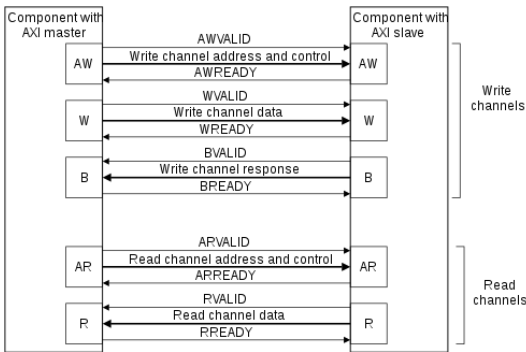 Component with
AXI master
Component with
AXI slave
AWVALID
AW
Write channel address and control
AW
AWREADY
WVALID
W
Write channel data
W
WREADY
Write
channels
BVALID
B
Write channel response
B
BREADY
ARVALID
AR
Read channel address and control
AR
ARREADY
Read
channels
RVALID
R
Read channel data
R
RREADY